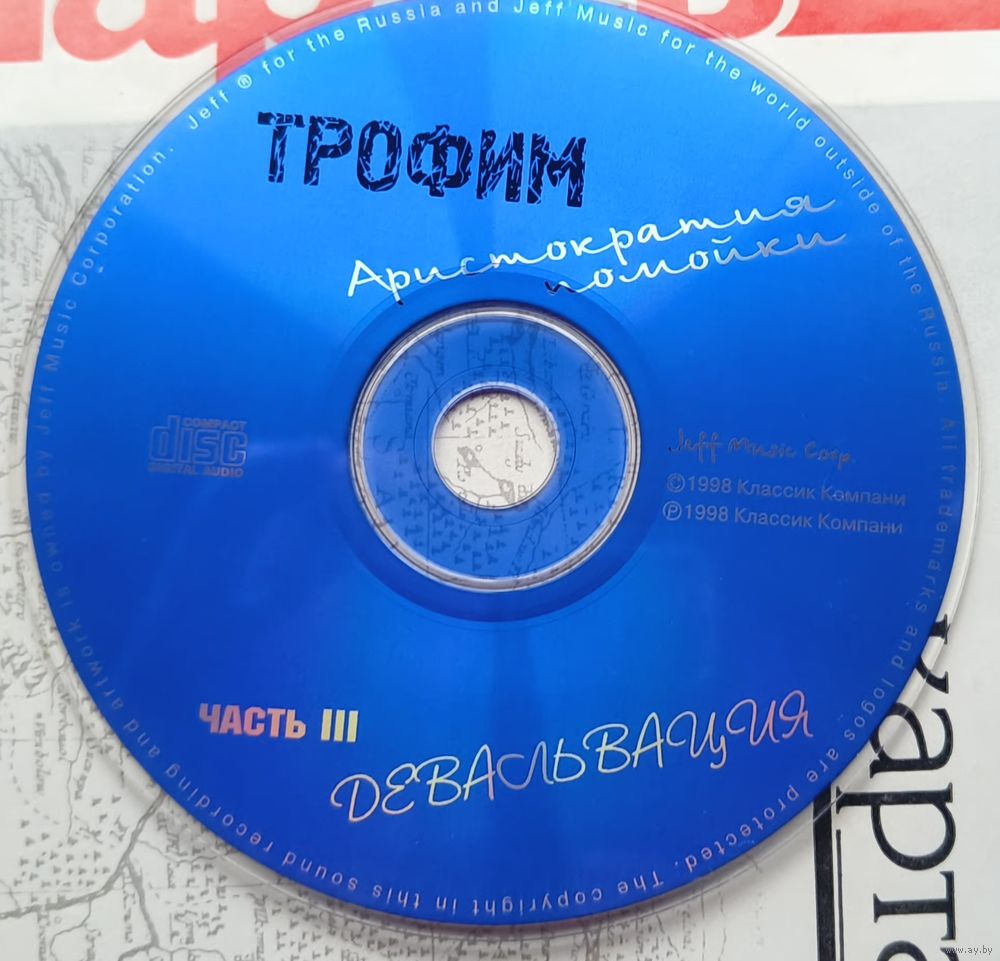 ТРОФИМ
Аристократия
помойки
COMPACT
disc
DIGITAL AUDIO
Jeff Music Corp.
©1998 Классик Компани
℗1998 Классик Компани
ЧАСТЬ III
ДЕВАЛЬВАЦИЯ
Jeff ® for the Russia and Jeff Music for the world outside of the Russia. All trademarks and logos are protected. The copyright in this sound recording and artwork is owned by Jeff Music Corporation.
www.ay.by